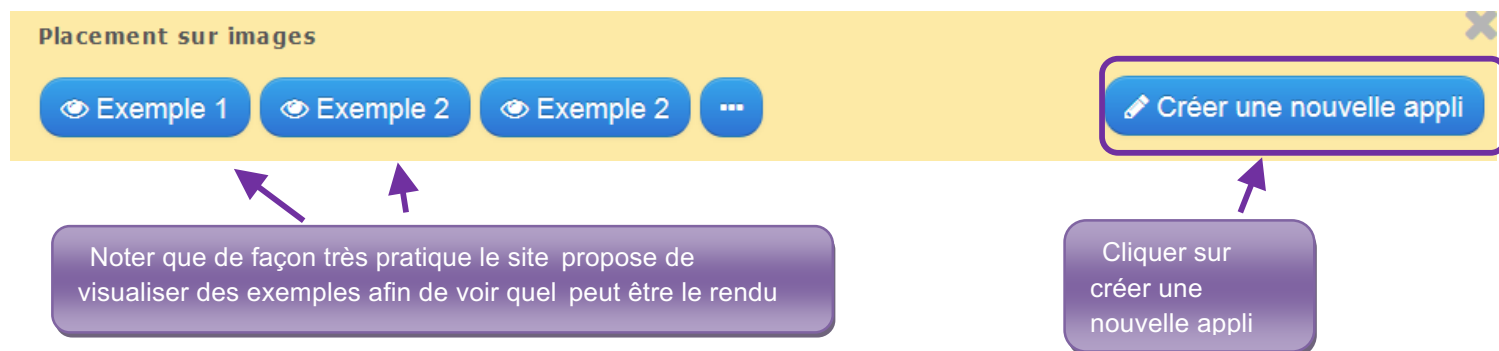 Placement sur images
Exemple 1 Exemple 2 Exemple 2 ... Créer une nouvelle appli
Noter que de façon très pratique le site propose de
visualiser des exemples afin de voir quel peut être le rendu
Cliquer sur
créer une
nouvelle appli